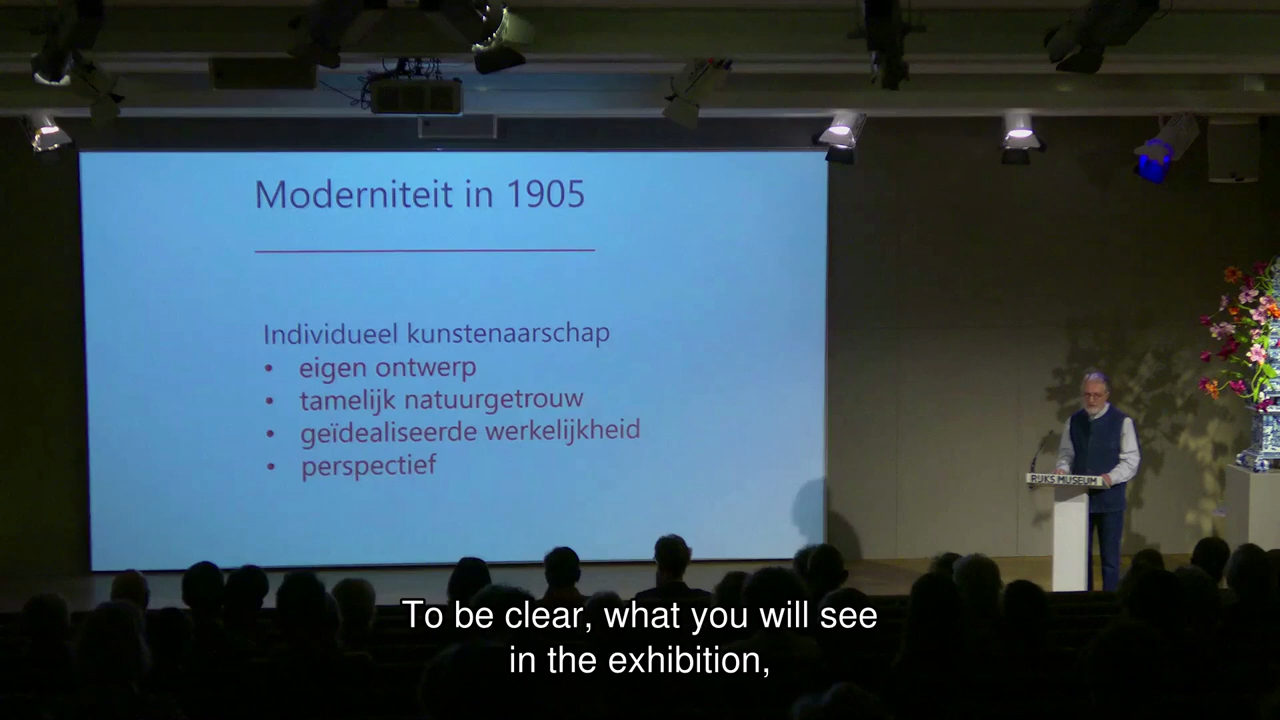 Moderniteit in 1905
Individueel kunstenaarschap
• eigen ontwerp
• tamelijk natuurgetrouw
• geïdealiseerde werkelijkheid
• perspectief
RIJKS MUSEUM
To be clear, what you will see
in the exhibition,